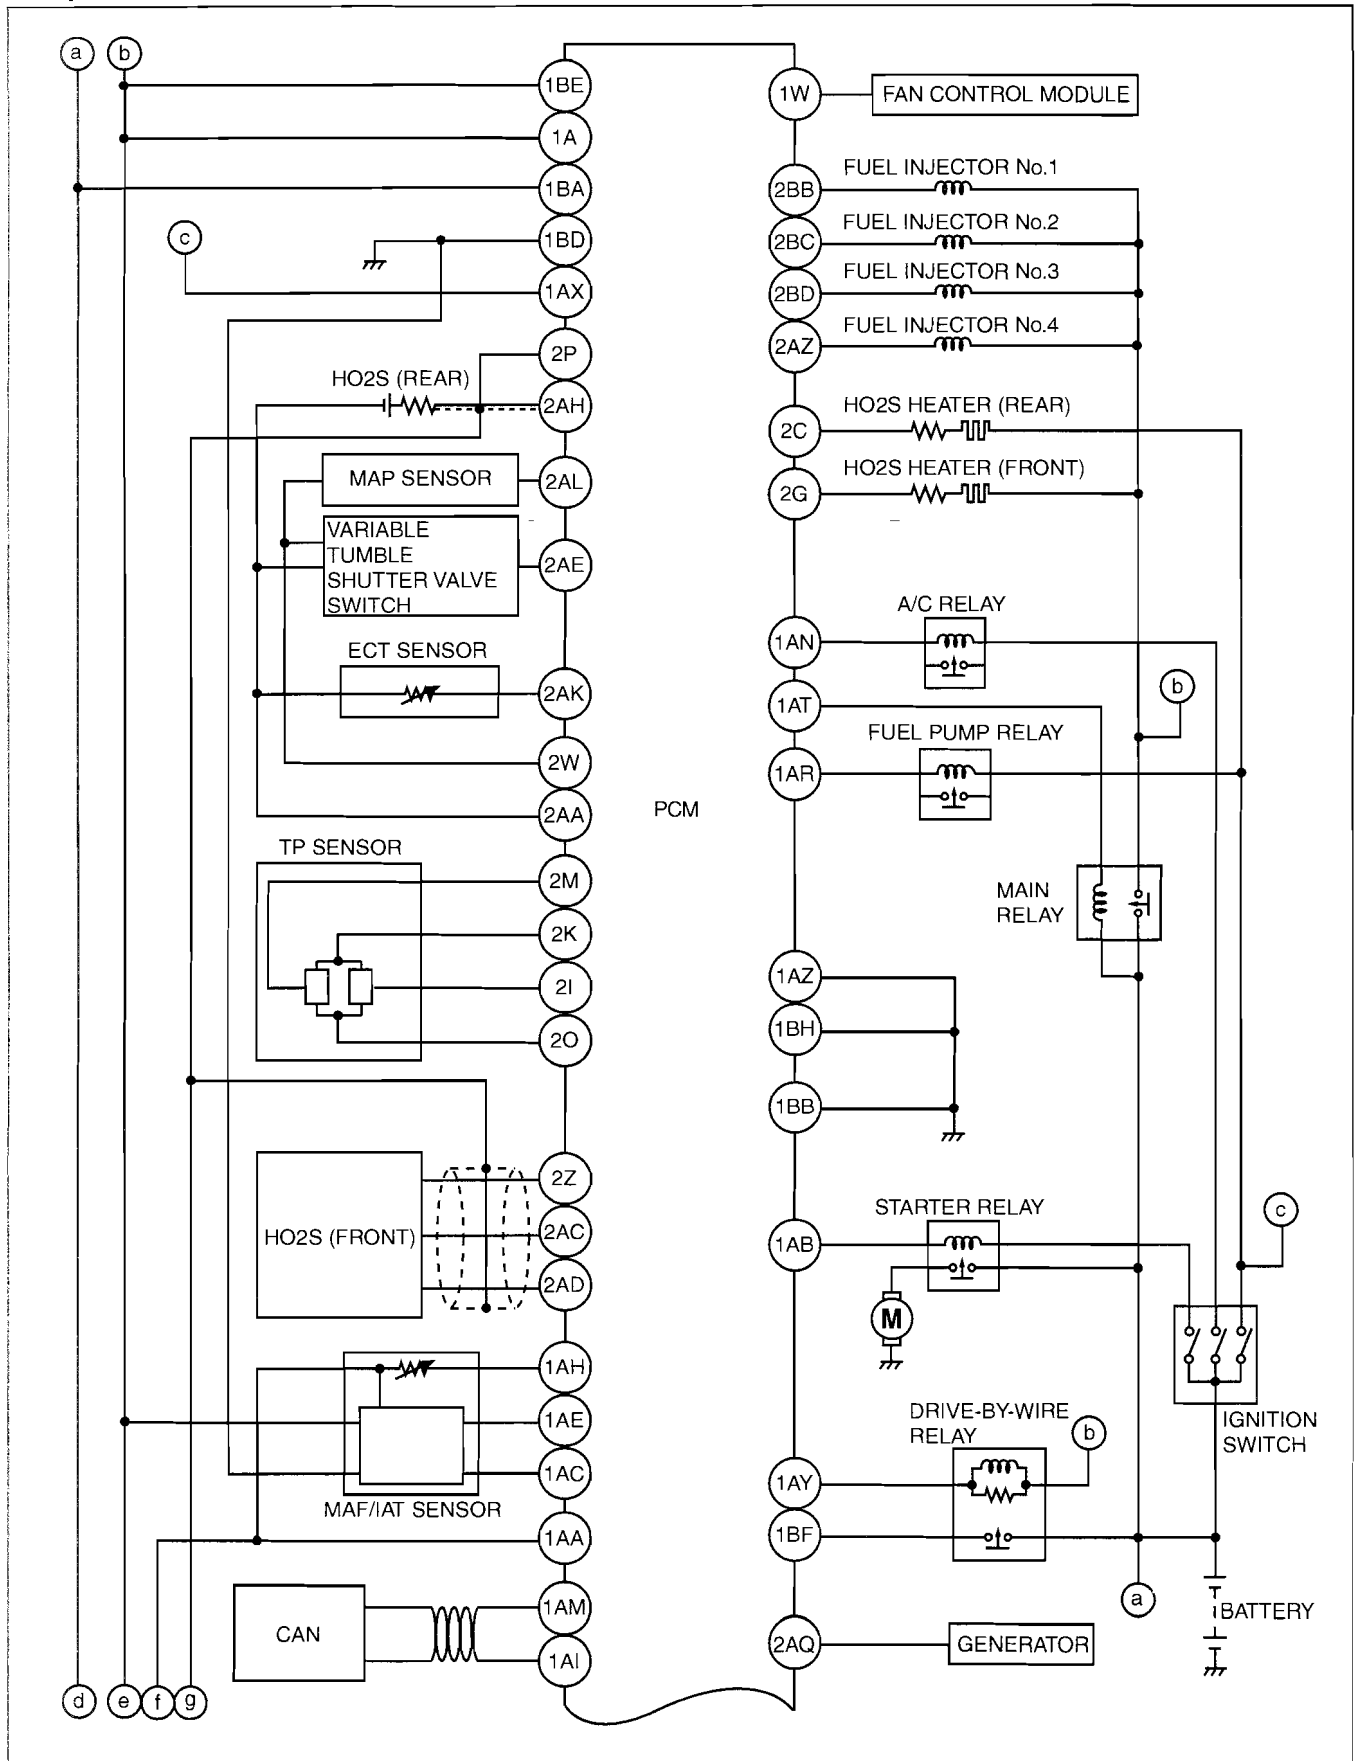 a b
1BE
1A
1BA
c
1BD
1AX
2P
HO2S (REAR)
2AH
MAP SENSOR
2AL
VARIABLE
TUMBLE
SHUTTER VALVE
SWITCH
2AE
ECT SENSOR
2AK
2W
2AA
TP SENSOR
2M
2K
2I
2O
HO2S (FRONT)
2Z
2AC
2AD
1AH
1AE
1AC
MAF/IAT SENSOR
1AA
CAN
1AM
1AI
d e f g
PCM
1W
FAN CONTROL MODULE
FUEL INJECTOR No.1
2BB
FUEL INJECTOR No.2
2BC
FUEL INJECTOR No.3
2BD
FUEL INJECTOR No.4
2AZ
HO2S HEATER (REAR)
2C
HO2S HEATER (FRONT)
2G
A/C RELAY
1AN
b
1AT
FUEL PUMP RELAY
1AR
MAIN
RELAY
1AZ
1BH
1BB
STARTER RELAY
c
1AB
M
IGNITION
SWITCH
DRIVE-BY-WIRE
RELAY
b
1AY
1BF
a
BATTERY
2AQ
GENERATOR